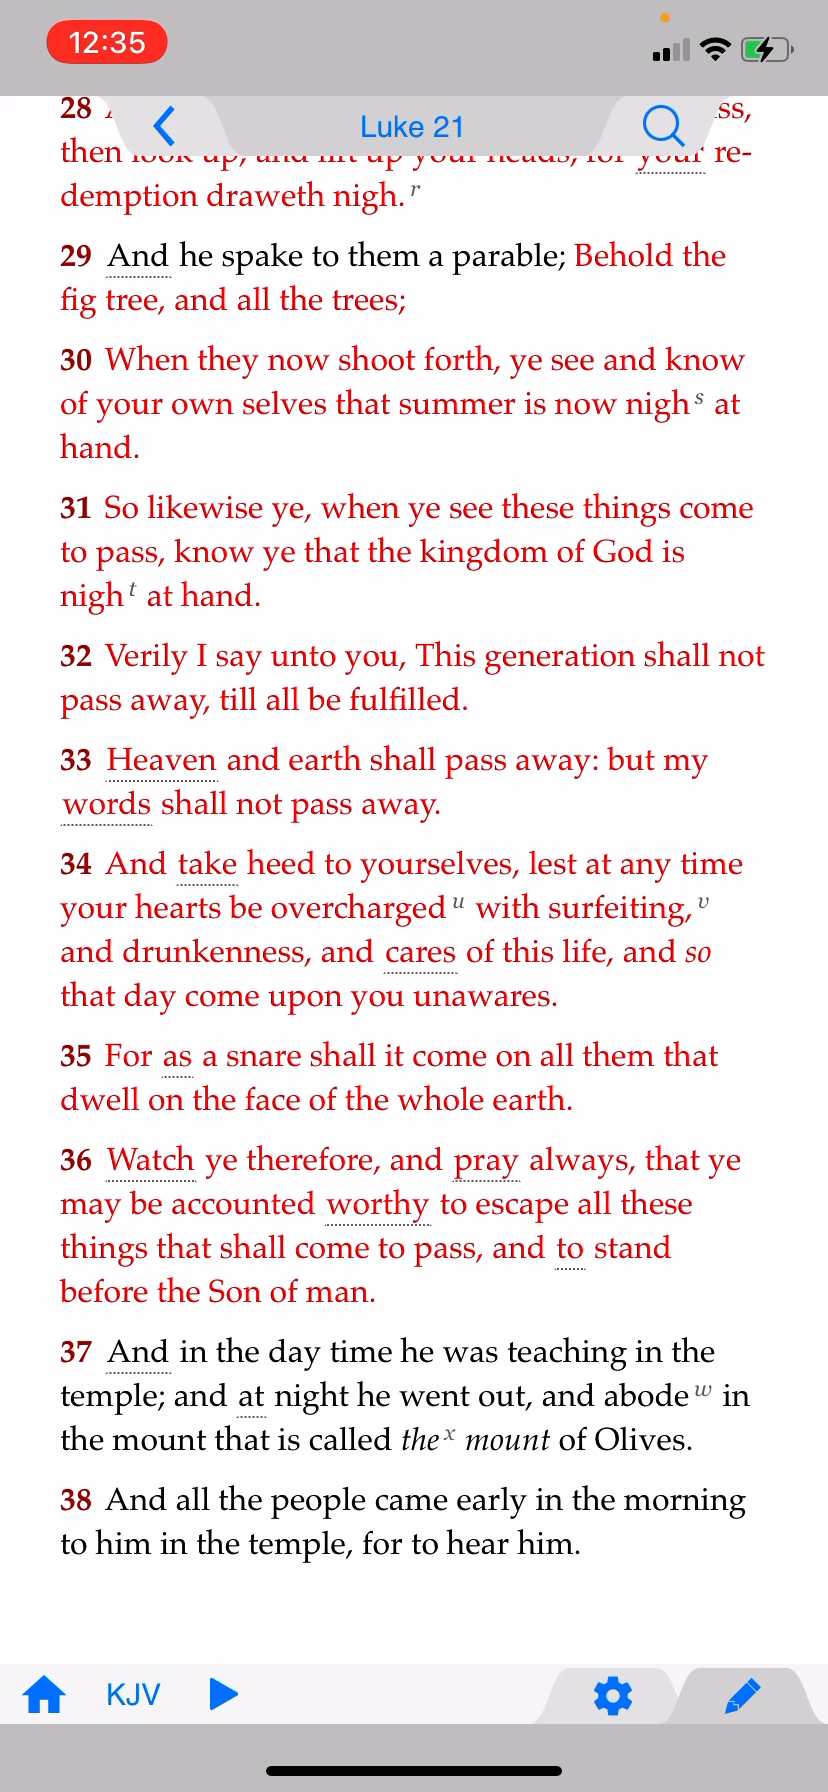 12:35
Luke 21
28 ss,
then look up, and lift up your heads; for your re-
demption draweth nigh. r
29 And he spake to them a parable; Behold the
fig tree, and all the trees;
30 When they now shoot forth, ye see and know
of your own selves that summer is now nigh s at
hand.
31 So likewise ye, when ye see these things come
to pass, know ye that the kingdom of God is
nigh t at hand.
32 Verily I say unto you, This generation shall not
pass away, till all be fulfilled.
33 Heaven and earth shall pass away: but my
words shall not pass away.
34 And take heed to yourselves, lest at any time
your hearts be overcharged u with surfeiting, v
and drunkenness, and cares of this life, and so
that day come upon you unawares.
35 For as a snare shall it come on all them that
dwell on the face of the whole earth.
36 Watch ye therefore, and pray always, that ye
may be accounted worthy to escape all these
things that shall come to pass, and to stand
before the Son of man.
37 And in the day time he was teaching in the
temple; and at night he went out, and abode w in
the mount that is called the x mount of Olives.
38 And all the people came early in the morning
to him in the temple, for to hear him.
KJV